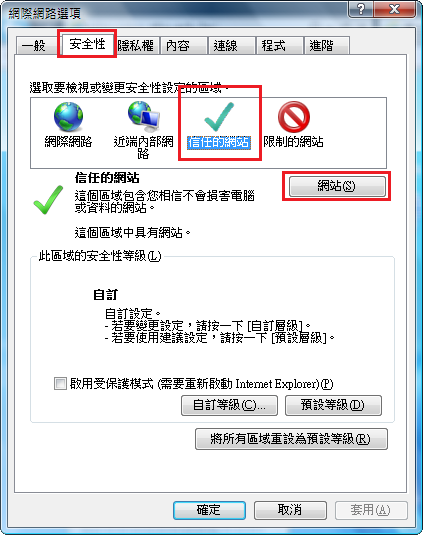 網際網路選項
一般 安全性 隱私權 內容 連線 程式 進階
選取要檢視或變更安全性設定的區域。
網際網路 近端內部網路 信任的網站 限制的網站
信任的網站
網站(S)
這個區域包含您相信不會損害電腦
或資料的網站。
這個區域中具有網站。
此區域的安全性等級(L)
自訂
自訂設定。
- 若要變更設定，請按一下 [自訂層級]。
- 若要使用建議設定，請按一下 [預設層級]。
啟用受保護模式 (需要重新啟動 Internet Explorer)(P)
自訂等級(C)... 預設等級(D)
將所有區域重設為預設等級(R)
確定 取消 套用(A)